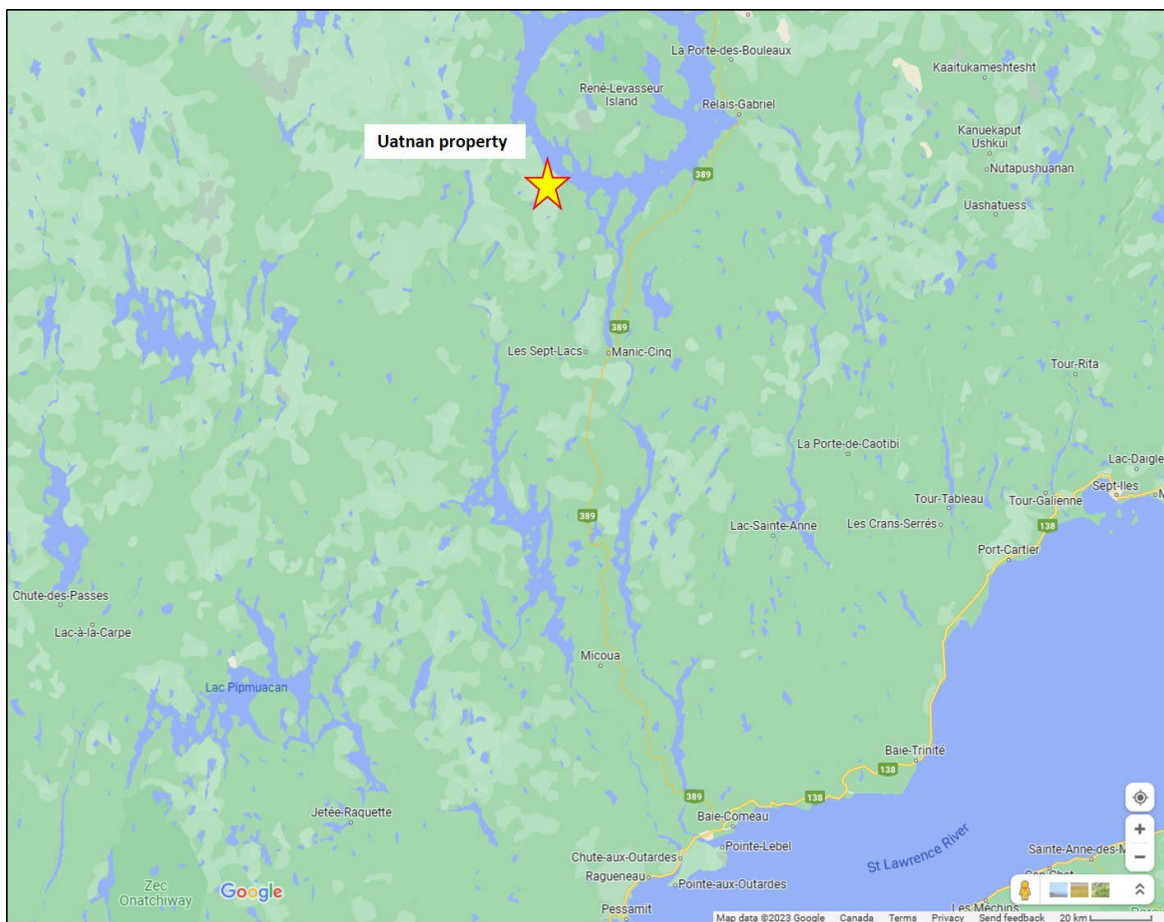 La Porte-des-Bouleaux
Kaaitukameshtesht
René-Levasseur
Island
Relais-Gabriel
Uatnan property
Kanuekaput
Ushkui
Nutapushuanan
389
Uashatuess
389
Les Sept-Lacs
Manic-Cinq
Tour-Rita
La Porte-de-Caotibi
Lac-Daigle
Sept-Iles
M
Tour-Tableau
Tour-Galienne
389
Lac-Sainte-Anne
Les Crans-Serrés
138
Port-Cartier
Chute-des-Passes
Lac-à-la-Carpe
Micoua
Lac Pipmuacan
Baie-Trinité
138
389
138
Jetée-Raquette
Baie-Comeau
Pointe-Lebel
St Lawrence River
Sainte-Anne-des-M
Chute-aux-Outardes
Ragueneau
Pointe-aux-Outardes
Zec
Onatchiway
Google
Pessamit
Les Méchins
Map data ©2023 Google Canada Terms Privacy Send feedback 20 km